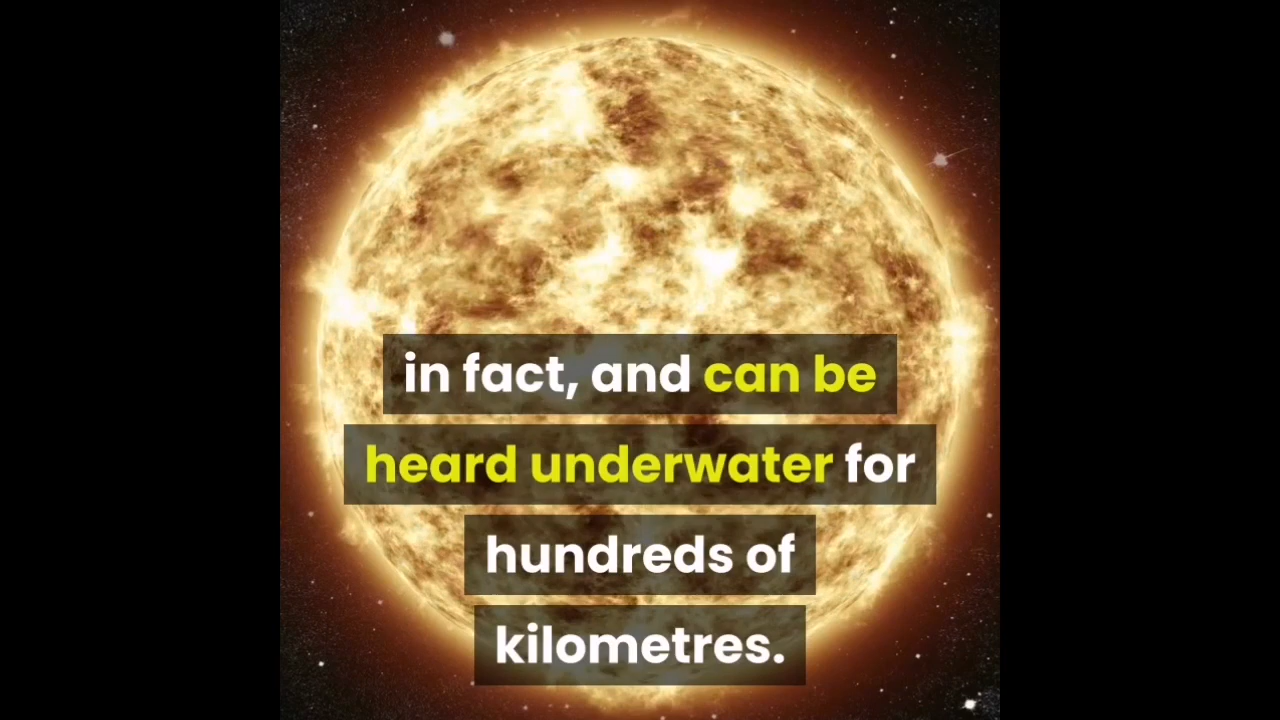 in fact, and can be
heard underwater for
hundreds of
kilometres.